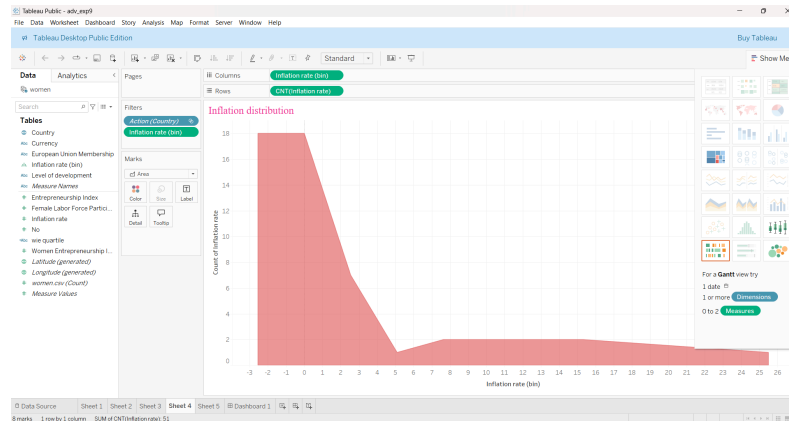 Tableau Public - adv_exp9
File Data Worksheet Dashboard Story Analysis Map Format Server Window Help
Tableau Desktop Public Edition Buy Tableau
Standard Show Me
Data Analytics
women
Search
Tables
Country
Abc Currency
Abc European Union Membership
Inflation rate (bin)
Abc Level of development
Abc Measure Names
# Entrepreneurship Index
# Female Labor Force Partici...
# Inflation rate
# No
wie quartile
# Women Entrepreneurship I...
Latitude (generated)
Longitude (generated)
# women.csv (Count)
# Measure Values
Pages
Filters
Action (Country)
Inflation rate (bin)
Marks
Area
Color Size Label
Detail Tooltip
Columns Inflation rate (bin)
Rows CNT(Inflation rate)
Inflation distribution
18
16
14
12
10
8
6
4
2
0
Count of Inflation rate
-3 -2 -1 0 1 2 3 4 5 6 7 8 9 10 11 12 13 14 15 16 17 18 19 20 21 22 23 24 25 26
Inflation rate (bin)
For a Gantt view try
1 date
1 or more Dimensions
0 to 2 Measures
Data Source Sheet 1 Sheet 2 Sheet 3 Sheet 4 Sheet 5 Dashboard 1
8 marks 1 row by 1 column SUM of CNT(Inflation rate): 51